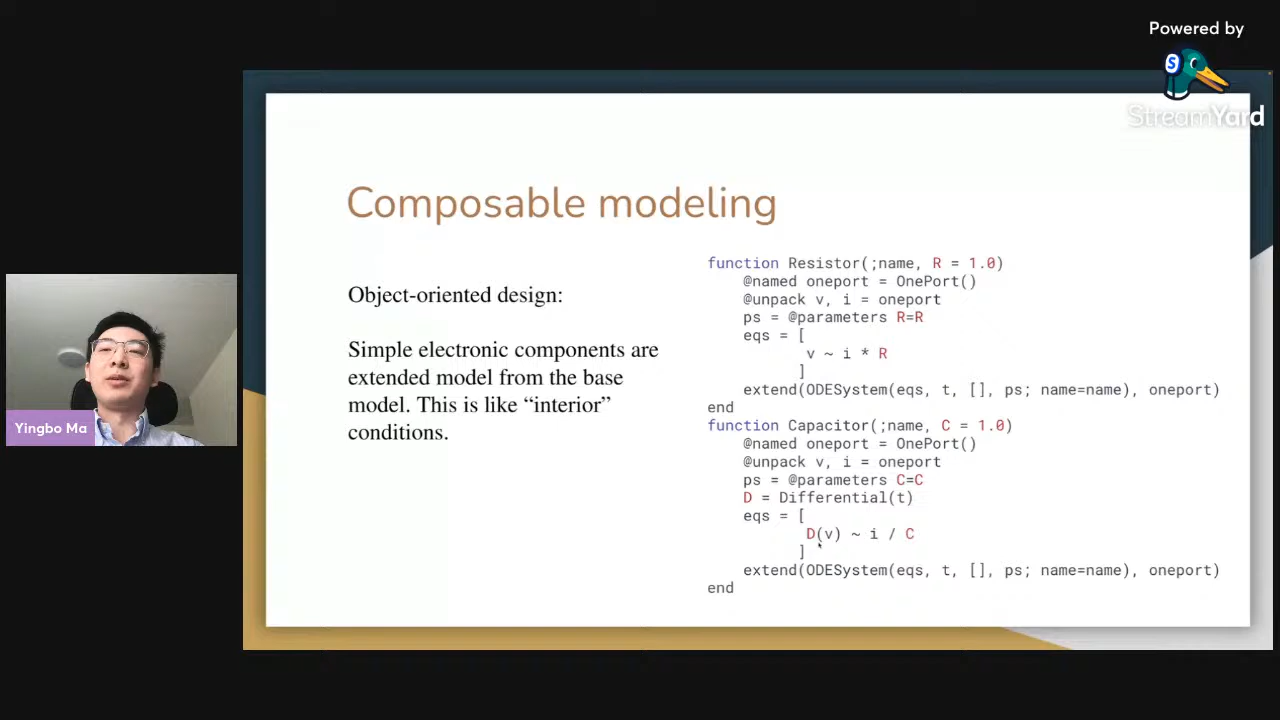 Powered by
S
StreamYard
Composable modeling
Object-oriented design:
Simple electronic components are
extended model from the base
model. This is like “interior”
conditions.
function Resistor(;name, R = 1.0)
    @named oneport = OnePort()
    @unpack v, i = oneport
    ps = @parameters R=R
    eqs = [
           v ~ i * R
          ]
    extend(ODESystem(eqs, t, [], ps; name=name), oneport)
end
function Capacitor(;name, C = 1.0)
    @named oneport = OnePort()
    @unpack v, i = oneport
    ps = @parameters C=C
    D = Differential(t)
    eqs = [
           D(v) ~ i / C
          ]
    extend(ODESystem(eqs, t, [], ps; name=name), oneport)
end
Yingbo Ma